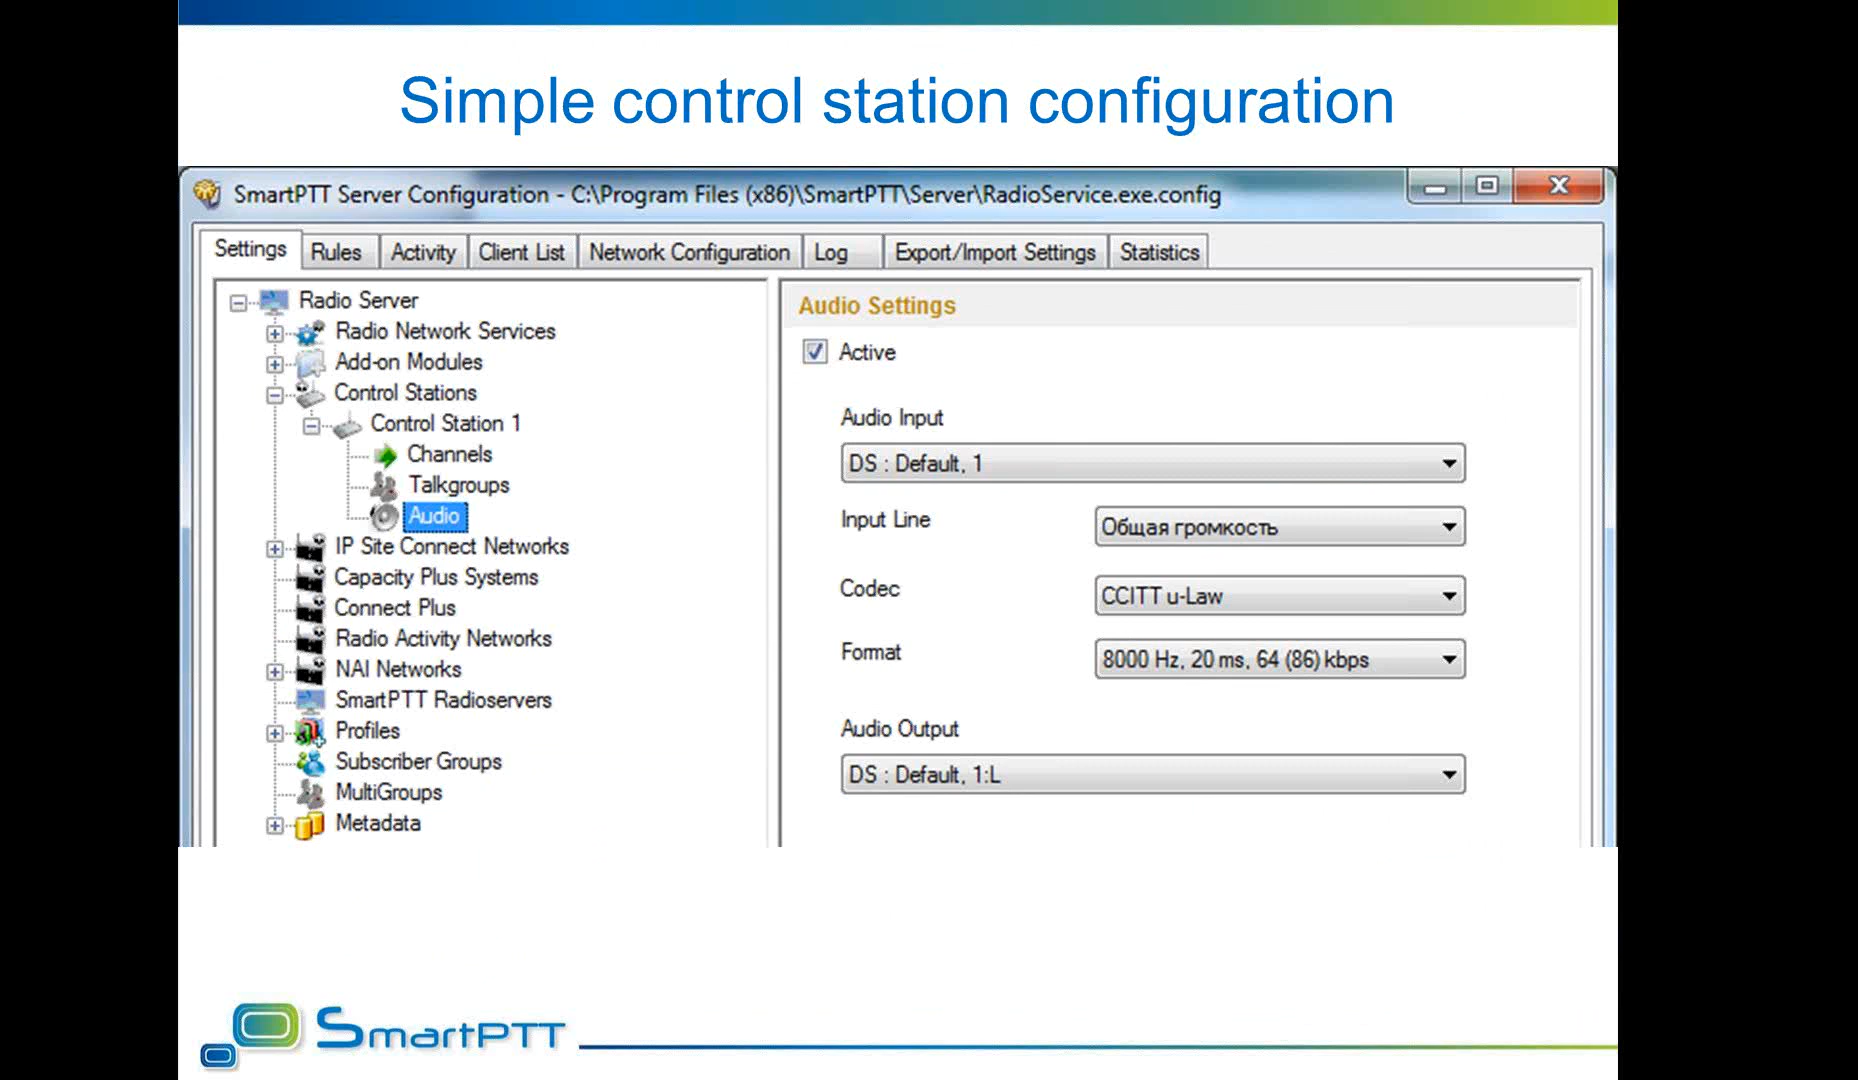 Simple control station configuration
SmartPTT Server Configuration - C:\Program Files (x86)\SmartPTT\Server\RadioService.exe.config
Settings Rules Activity Client List Network Configuration Log Export/Import Settings Statistics
Radio Server
Radio Network Services
Add-on Modules
Control Stations
Control Station 1
Channels
Talkgroups
Audio
IP Site Connect Networks
Capacity Plus Systems
Connect Plus
Radio Activity Networks
NAI Networks
SmartPTT Radioservers
Profiles
Subscriber Groups
MultiGroups
Metadata
Audio Settings
Active
Audio Input
DS : Default, 1
Input Line Общая громкость
Codec CCITT u-Law
Format 8000 Hz, 20 ms, 64 (86) kbps
Audio Output
DS : Default, 1:L
SmartPTT